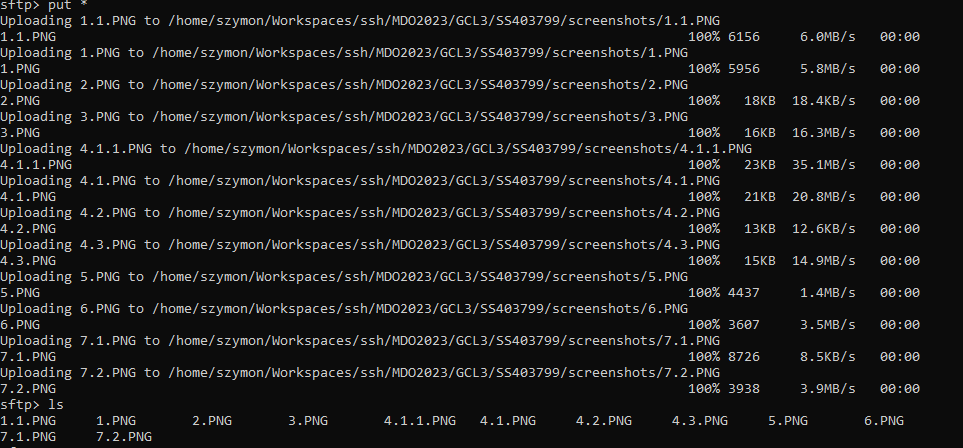 sftp> put *
Uploading 1.1.PNG to /home/szymon/Workspaces/ssh/MDO2023/GCL3/SS403799/screenshots/1.1.PNG
1.1.PNG 100% 6156 6.0MB/s 00:00
Uploading 1.PNG to /home/szymon/Workspaces/ssh/MDO2023/GCL3/SS403799/screenshots/1.PNG
1.PNG 100% 5956 5.8MB/s 00:00
Uploading 2.PNG to /home/szymon/Workspaces/ssh/MDO2023/GCL3/SS403799/screenshots/2.PNG
2.PNG 100% 18KB 18.4KB/s 00:00
Uploading 3.PNG to /home/szymon/Workspaces/ssh/MDO2023/GCL3/SS403799/screenshots/3.PNG
3.PNG 100% 16KB 16.3MB/s 00:00
Uploading 4.1.1.PNG to /home/szymon/Workspaces/ssh/MDO2023/GCL3/SS403799/screenshots/4.1.1.PNG
4.1.1.PNG 100% 23KB 35.1MB/s 00:00
Uploading 4.1.PNG to /home/szymon/Workspaces/ssh/MDO2023/GCL3/SS403799/screenshots/4.1.PNG
4.1.PNG 100% 21KB 20.8MB/s 00:00
Uploading 4.2.PNG to /home/szymon/Workspaces/ssh/MDO2023/GCL3/SS403799/screenshots/4.2.PNG
4.2.PNG 100% 13KB 12.6KB/s 00:00
Uploading 4.3.PNG to /home/szymon/Workspaces/ssh/MDO2023/GCL3/SS403799/screenshots/4.3.PNG
4.3.PNG 100% 15KB 14.9MB/s 00:00
Uploading 5.PNG to /home/szymon/Workspaces/ssh/MDO2023/GCL3/SS403799/screenshots/5.PNG
5.PNG 100% 4437 1.4MB/s 00:00
Uploading 6.PNG to /home/szymon/Workspaces/ssh/MDO2023/GCL3/SS403799/screenshots/6.PNG
6.PNG 100% 3607 3.5MB/s 00:00
Uploading 7.1.PNG to /home/szymon/Workspaces/ssh/MDO2023/GCL3/SS403799/screenshots/7.1.PNG
7.1.PNG 100% 8726 8.5KB/s 00:00
Uploading 7.2.PNG to /home/szymon/Workspaces/ssh/MDO2023/GCL3/SS403799/screenshots/7.2.PNG
7.2.PNG 100% 3938 3.9MB/s 00:00
sftp> ls
1.1.PNG 1.PNG 2.PNG 3.PNG 4.1.1.PNG 4.1.PNG 4.2.PNG 4.3.PNG 5.PNG 6.PNG
7.1.PNG 7.2.PNG